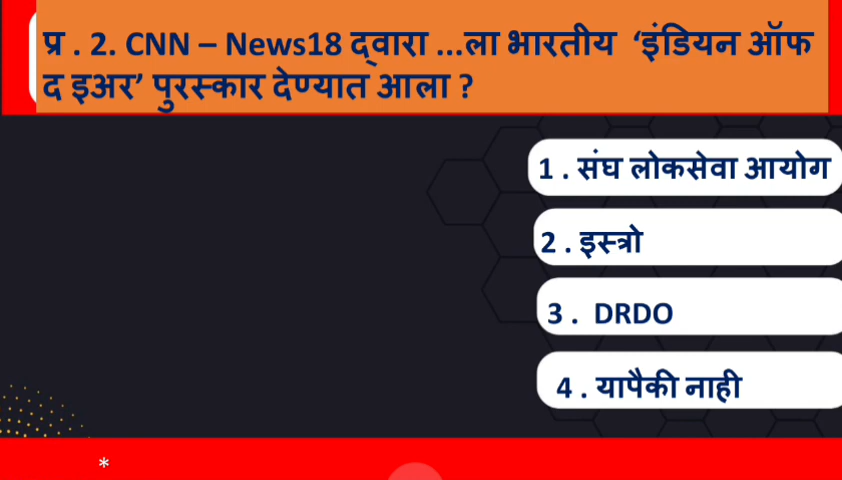 प्र . 2. CNN – News18 द्वारा ...ला भारतीय ‘इंडियन ऑफ
द इअर’ पुरस्कार देण्यात आला ?
1 . संघ लोकसेवा आयोग
2 . इस्त्रो
3 . DRDO
4 . यापैकी नाही
*